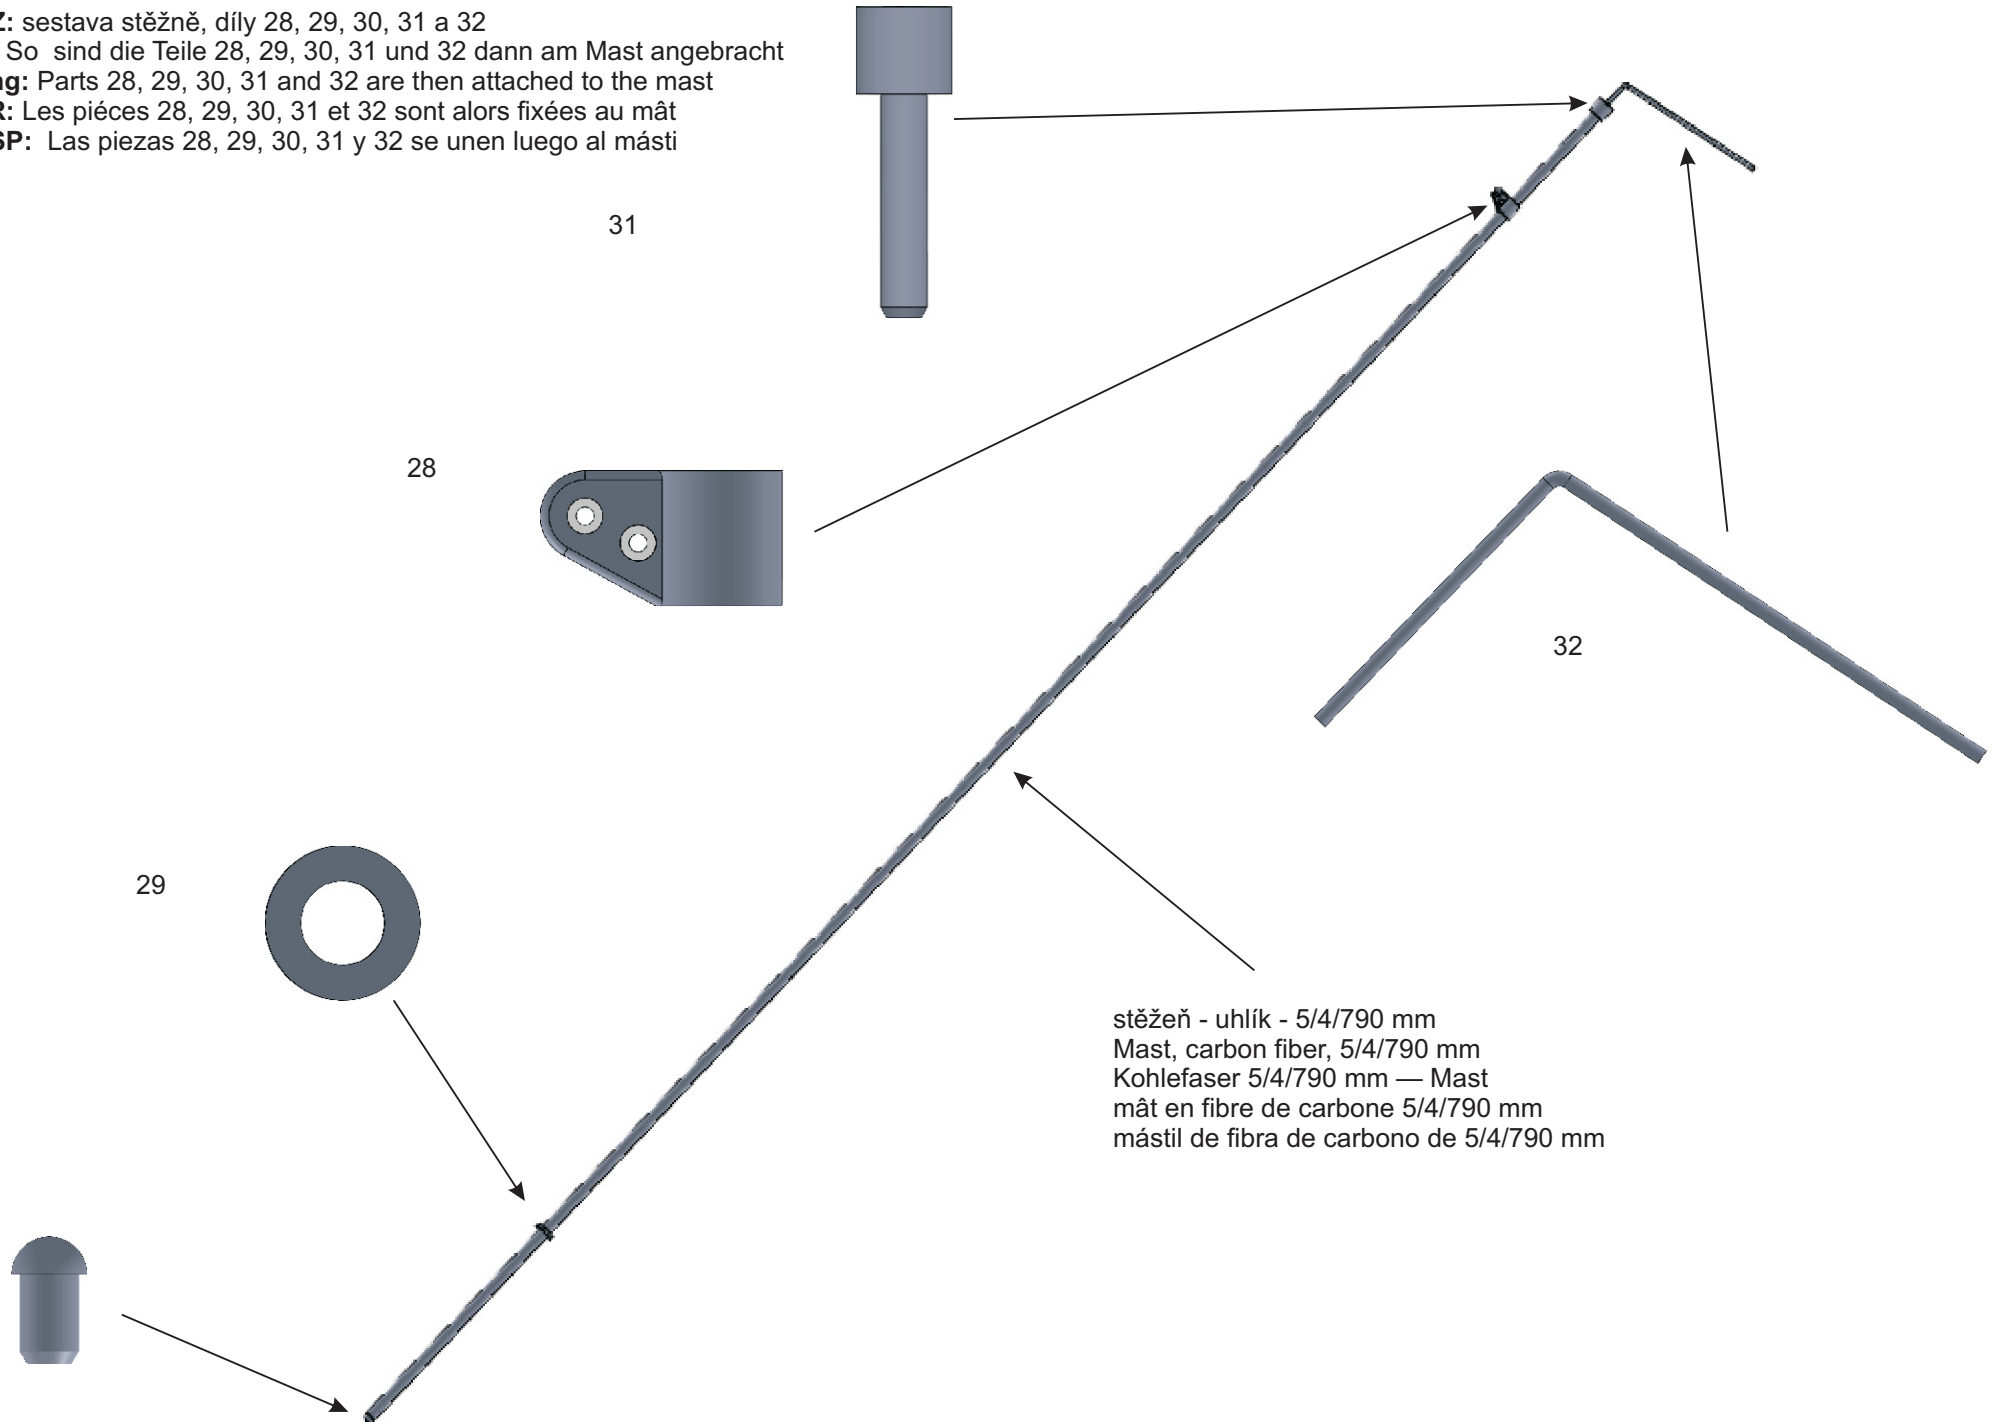 Z: sestava stěžně, díly 28, 29, 30, 31 a 32
So sind die Teile 28, 29, 30, 31 und 32 dann am Mast angebracht
ng: Parts 28, 29, 30, 31 and 32 are then attached to the mast
R: Les piéces 28, 29, 30, 31 et 32 sont alors fixées au mât
SP: Las piezas 28, 29, 30, 31 y 32 se unen luego al másti
31
28
32
29
stěžeň - uhlík - 5/4/790 mm
Mast, carbon fiber, 5/4/790 mm
Kohlefaser 5/4/790 mm — Mast
mât en fibre de carbone 5/4/790 mm
mástil de fibra de carbono de 5/4/790 mm